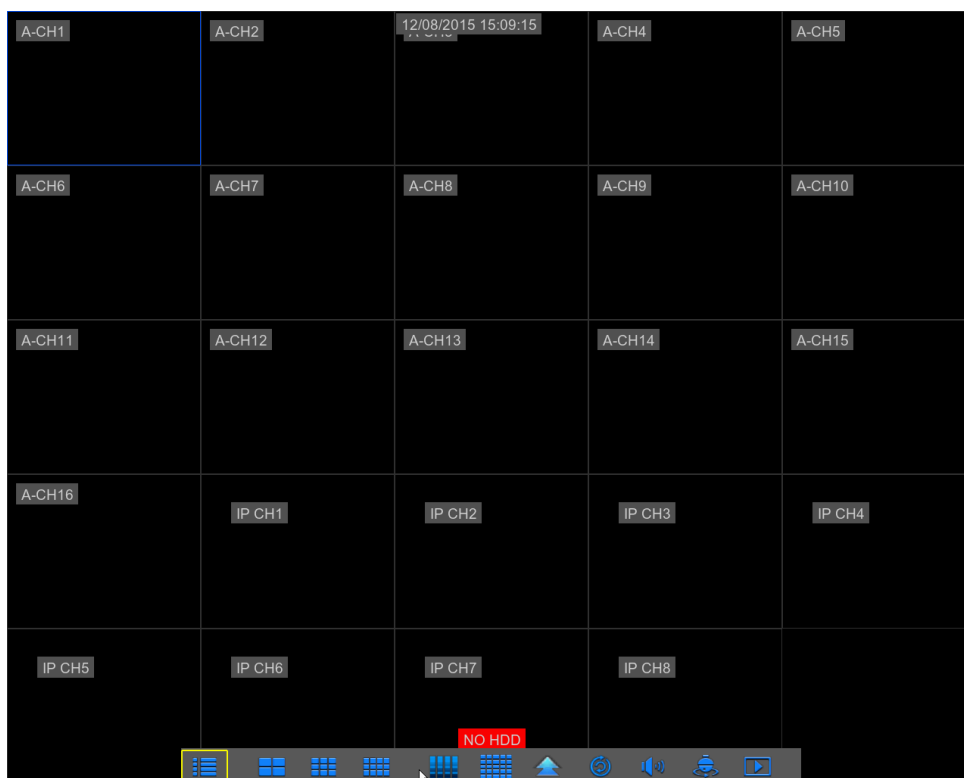 A-CH1
A-CH2
12/08/2015 15:09:15
A-CH4
A-CH5
A-CH6
A-CH7
A-CH8
A-CH9
A-CH10
A-CH11
A-CH12
A-CH13
A-CH14
A-CH15
A-CH16
IP CH1
IP CH2
IP CH3
IP CH4
IP CH5
IP CH6
IP CH7
IP CH8
NO HDD